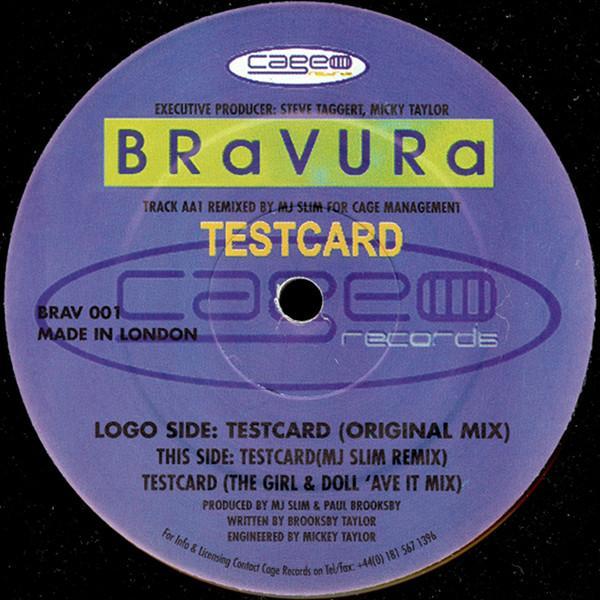 cage
records
EXECUTIVE PRODUCER: STEVE TAGGERT, MICKY TAYLOR
BRaVURa
TRACK AA1 REMIXED BY MJ SLIM FOR CAGE MANAGEMENT
TESTCARD
cage
records
BRAV 001
MADE IN LONDON
LOGO SIDE: TESTCARD (ORIGINAL MIX)
THIS SIDE: TESTCARD(MJ SLIM REMIX)
TESTCARD (THE GIRL & DOLL 'AVE IT MIX)
PRODUCED BY MJ SLIM & PAUL BROOKSBY
WRITTEN BY BROOKSBY TAYLOR
ENGINEERED BY MICKEY TAYLOR
For Info & Licensing Contact Cage Records on Tel/Fax: +44(0) 181 567 1396